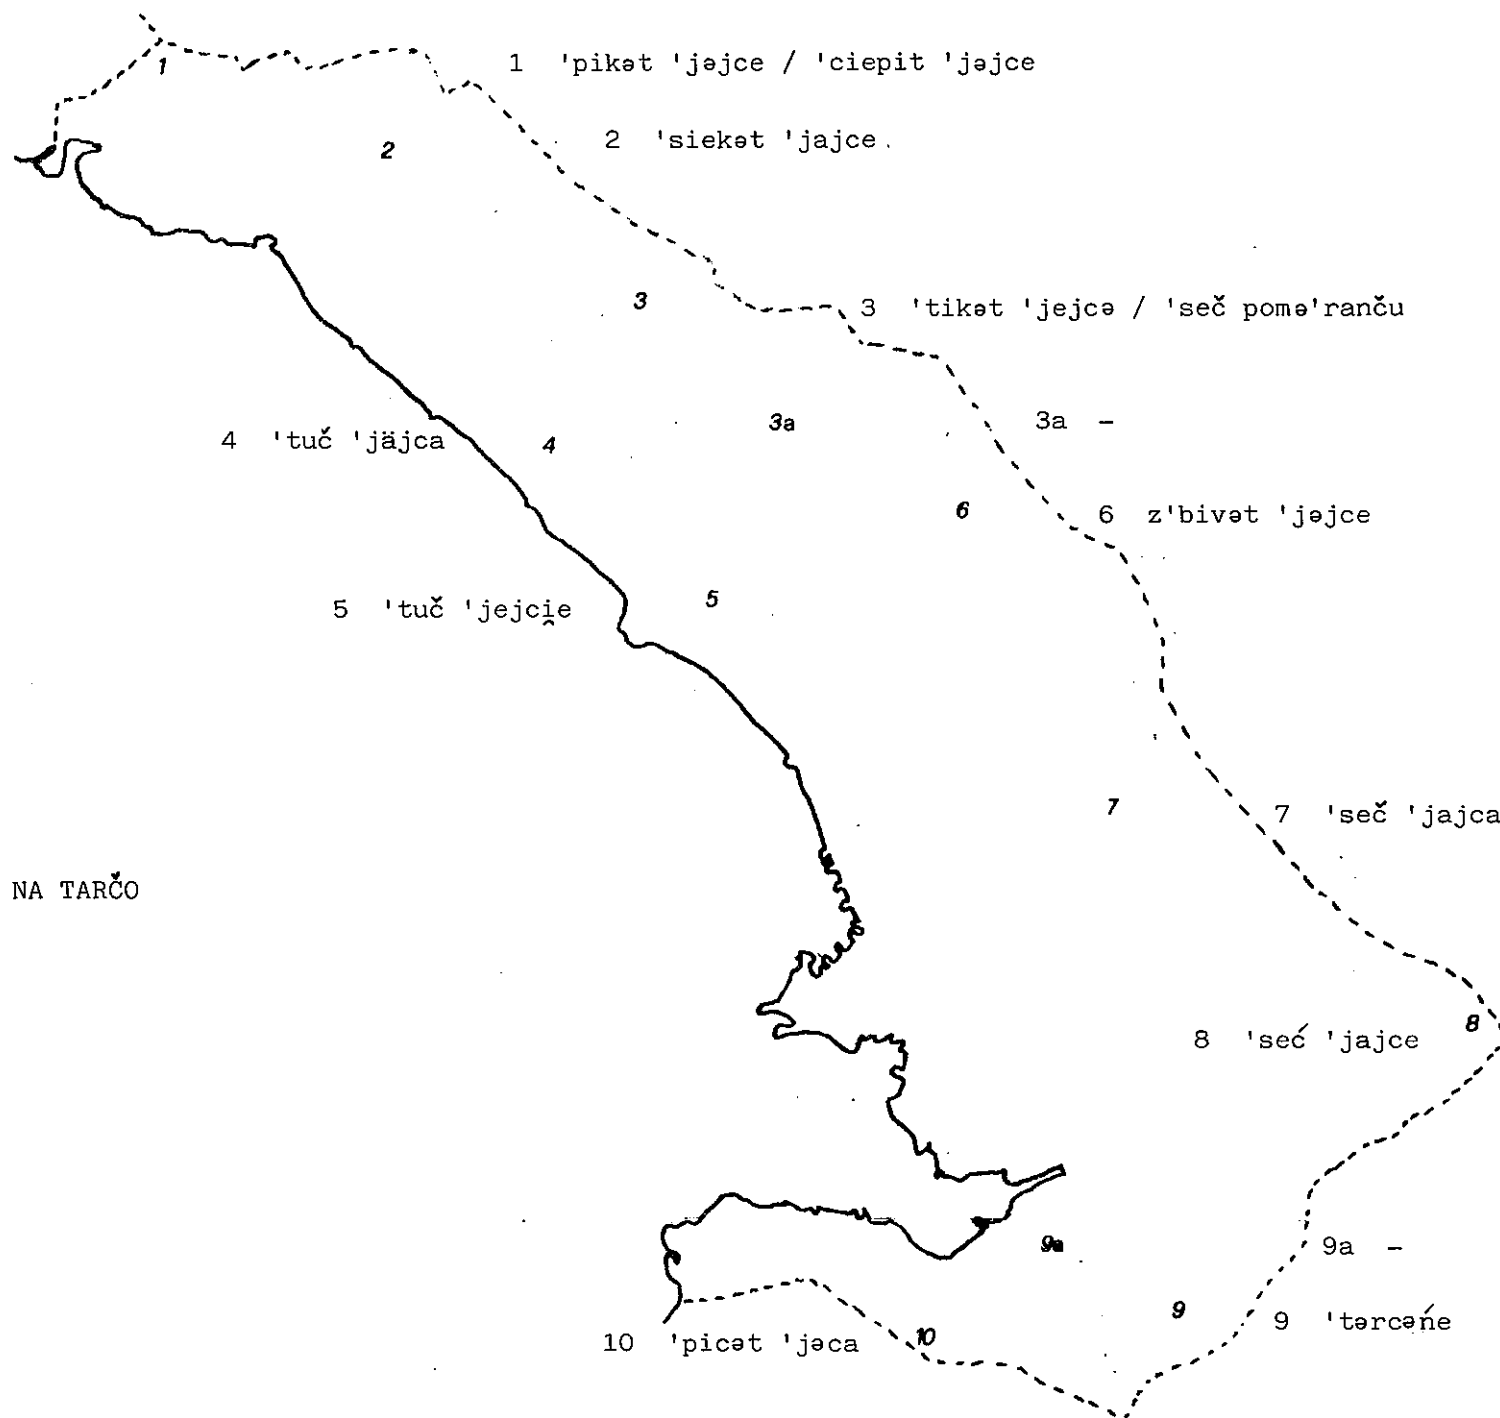 1
1 'pikət 'jəjce / 'ciepit 'jəjce
2 'siekət 'jajce
2
3
3 'tikət 'jejcə / 'seč pomə'ranču
3a
3a –
4 'tuč 'jäjca
4
6
6 z'bivət 'jəjce
5 'tuč 'jejci̯e
5
7
7 'seč 'jajca
NA TARČO
8
8 'seć 'jajce
9a
9a –
9
9 'tərcəńe
10 'picət 'jəca
10